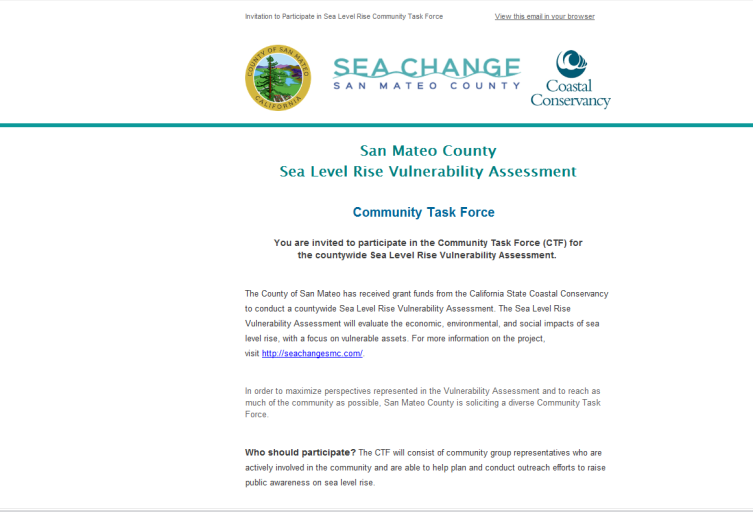 Invitation to Participate in Sea Level Rise Community Task Force
View this email in your browser
COUNTY OF SAN MATEO
CALIFORNIA
SEA CHANGE
SAN MATEO COUNTY
Coastal
Conservancy
San Mateo County
Sea Level Rise Vulnerability Assessment
Community Task Force
You are invited to participate in the Community Task Force (CTF) for
the countywide Sea Level Rise Vulnerability Assessment.
The County of San Mateo has received grant funds from the California State Coastal Conservancy
to conduct a countywide Sea Level Rise Vulnerability Assessment. The Sea Level Rise
Vulnerability Assessment will evaluate the economic, environmental, and social impacts of sea
level rise, with a focus on vulnerable assets. For more information on the project,
visit http://seachangesmc.com/.
In order to maximize perspectives represented in the Vulnerability Assessment and to reach as
much of the community as possible, San Mateo County is soliciting a diverse Community Task
Force.
Who should participate? The CTF will consist of community group representatives who are
actively involved in the community and are able to help plan and conduct outreach efforts to raise
public awareness on sea level rise.